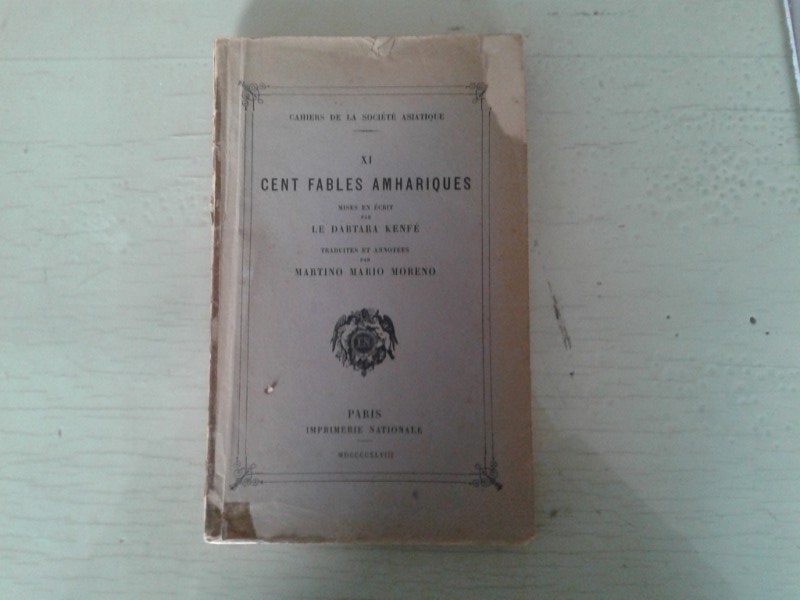 CAHIERS DE LA SOCIÉTÉ ASIATIQUE
XI
CENT FABLES AMHARIQUES
MISES EN ÉCRIT
PAR
LE DABTARA KENFÉ
TRADUITES ET ANNOTÉES
PAR
MARTINO MARIO MORENO
PARIS
IMPRIMERIE NATIONALE
MDCCCCXLVIII